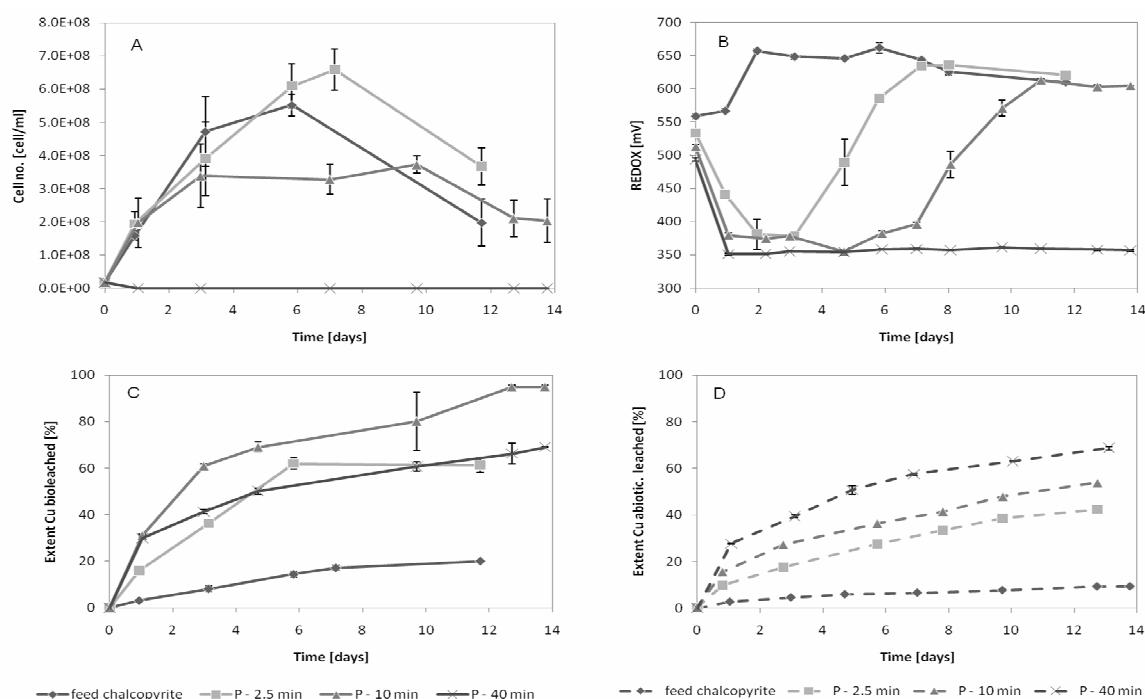 A
Cell no. [cell/ml]
8.0E+08
7.0E+08
6.0E+08
5.0E+08
4.0E+08
3.0E+08
2.0E+08
1.0E+08
0.0E+00
0 2 4 6 8 10 12 14
Time [days]
B
REDOX [mV]
700
650
600
550
500
450
400
350
300
0 2 4 6 8 10 12 14
Time [days]
C
Extent Cu bioleached [%]
100
80
60
40
20
0
0 2 4 6 8 10 12 14
Time [days]
D
Extent Cu abiotic. leached [%]
100
80
60
40
20
0
0 2 4 6 8 10 12 14
Time [days]
feed chalcopyrite P - 2.5 min P - 10 min P - 40 min
feed chalcopyrite P - 2.5 min P - 10 min P - 40 min